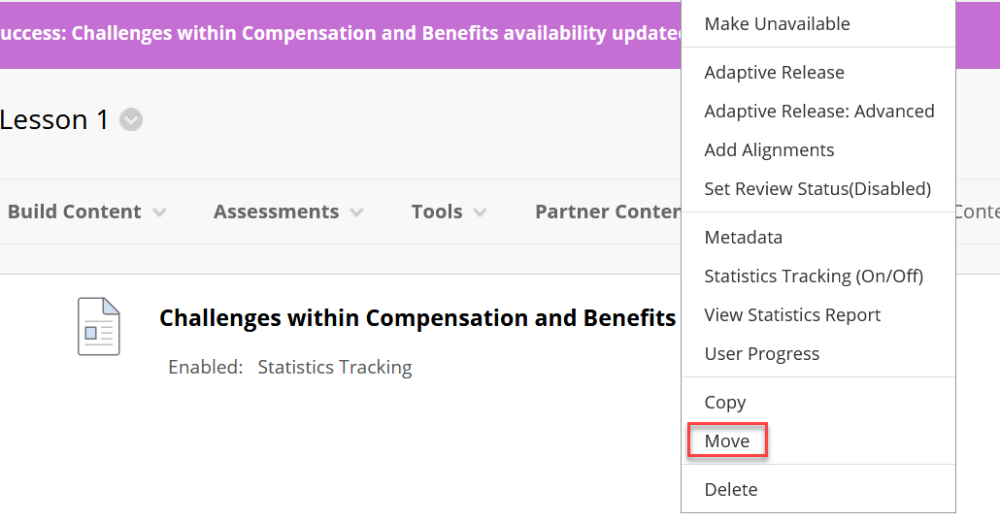 uccess: Challenges within Compensation and Benefits availability update
Make Unavailable
Adaptive Release
Lesson 1
Adaptive Release: Advanced
Add Alignments
Set Review Status(Disabled)
Build Content Assessments Tools Partner Conten Conte
Metadata
Statistics Tracking (On/Off)
Challenges within Compensation and Benefits
View Statistics Report
User Progress
Enabled: Statistics Tracking
Copy
Move
Delete